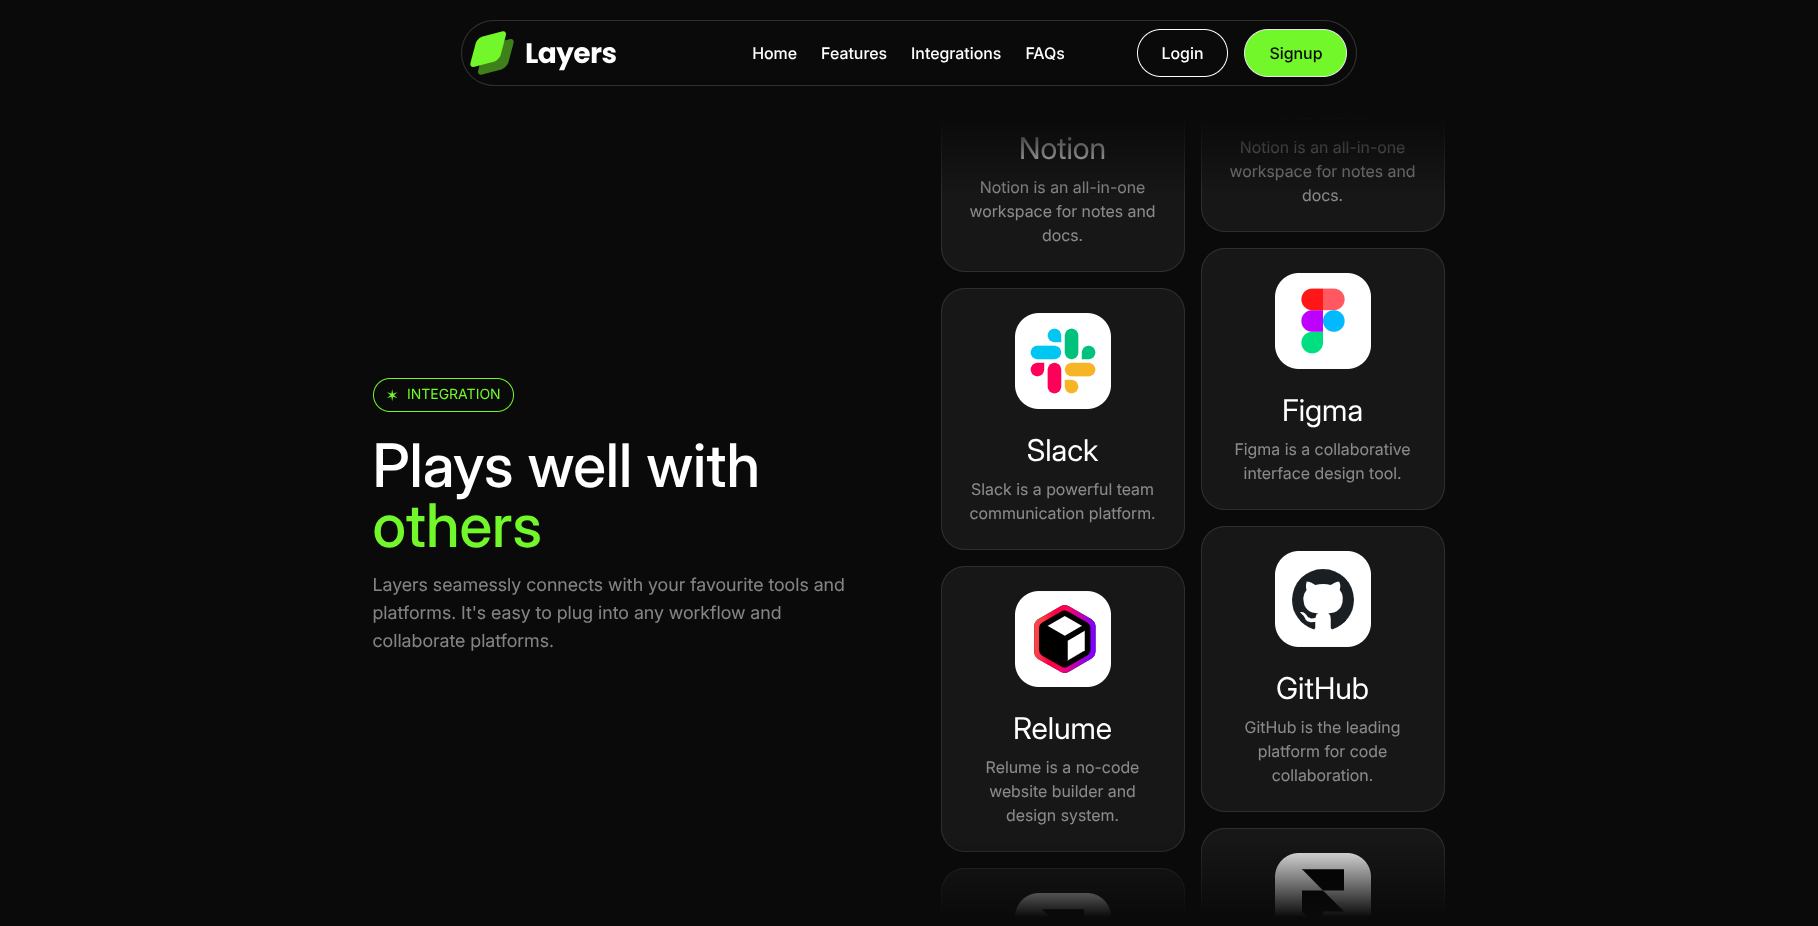 Layers
Home
Features
Integrations
FAQs
Login
Signup
✶ INTEGRATION
Plays well with
others
Layers seamessly connects with your favourite tools and
platforms. It's easy to plug into any workflow and
collaborate platforms.
Notion
Notion is an all-in-one
workspace for notes and
docs.
Slack
Slack is a powerful team
communication platform.
Relume
Relume is a no-code
website builder and
design system.
Notion is an all-in-one
workspace for notes and
docs.
Figma
Figma is a collaborative
interface design tool.
GitHub
GitHub is the leading
platform for code
collaboration.